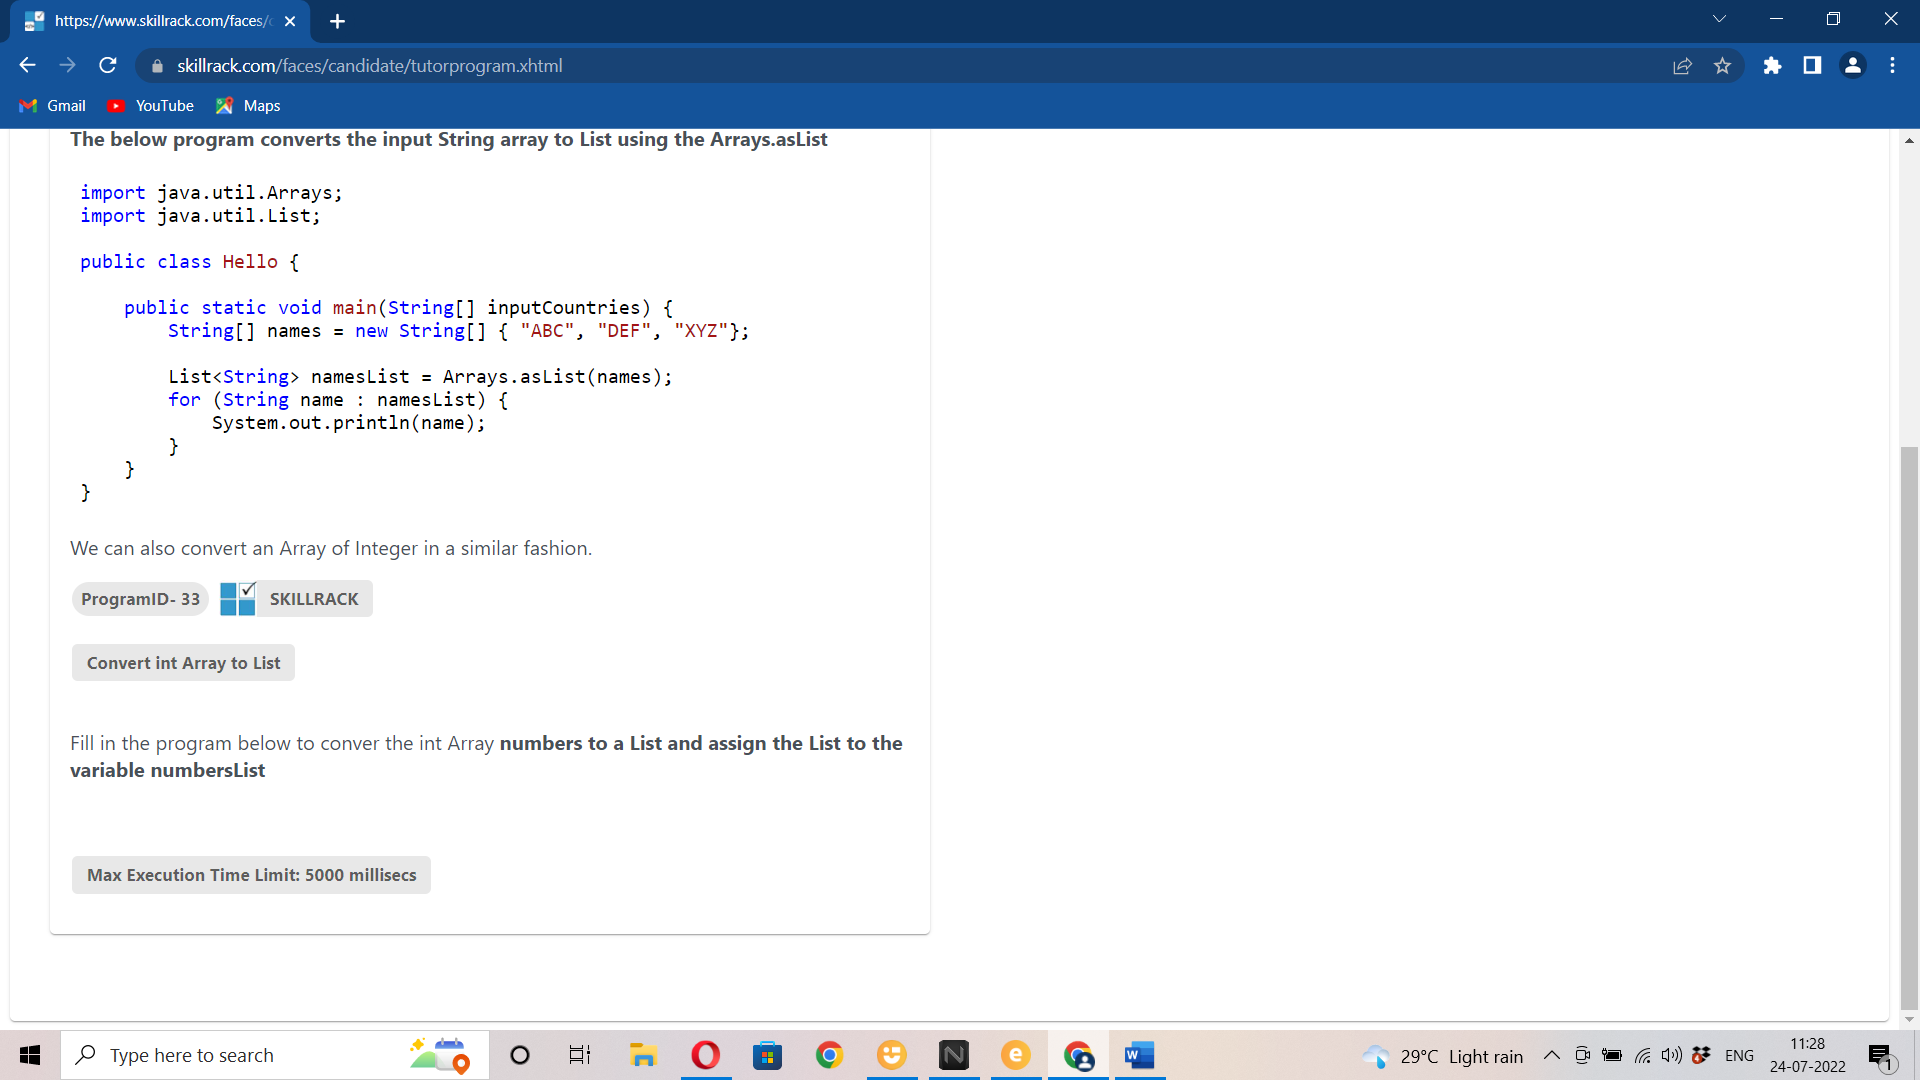 https://www.skillrack.com/faces/c
skillrack.com/faces/candidate/tutorprogram.xhtml
Gmail YouTube Maps
The below program converts the input String array to List using the Arrays.asList
import java.util.Arrays;
import java.util.List;
public class Hello {
public static void main(String[] inputCountries) {
String[] names = new String[] { "ABC", "DEF", "XYZ"};
List<String> namesList = Arrays.asList(names);
for (String name : namesList) {
System.out.println(name);
}
}
}
We can also convert an Array of Integer in a similar fashion.
ProgramID- 33 SKILLRACK
Convert int Array to List
Fill in the program below to conver the int Array numbers to a List and assign the List to the
variable numbersList
Max Execution Time Limit: 5000 millisecs
Type here to search
29°C Light rain
ENG
11:28
24-07-2022
1